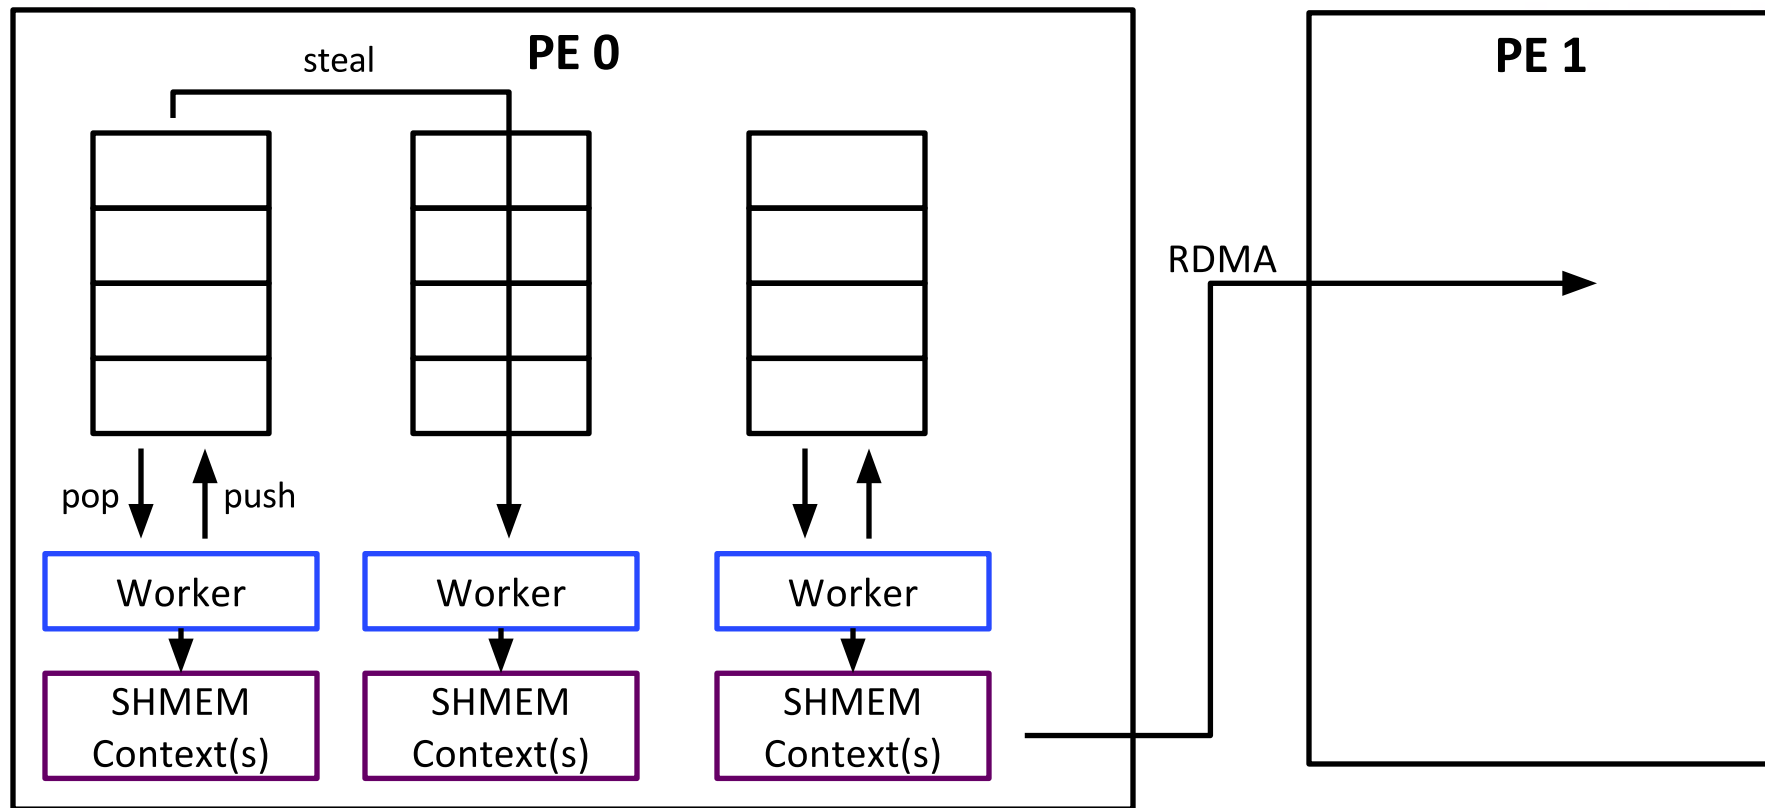 PE 0
PE 1
steal
RDMA
pop
push
Worker
Worker
Worker
SHMEM
Context(s)
SHMEM
Context(s)
SHMEM
Context(s)